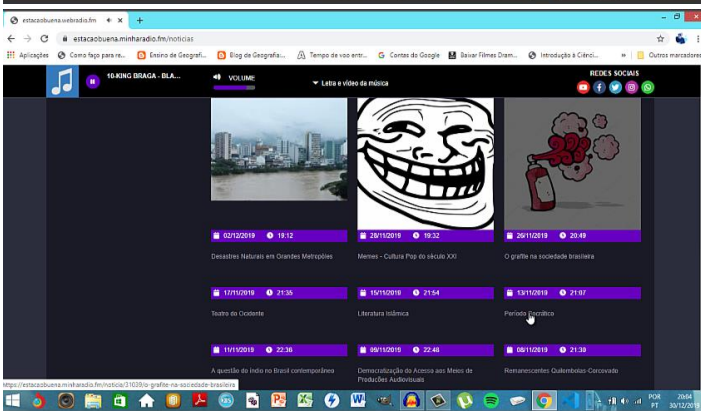 estacaobuena.webradio.fm
estacaobuena.minharadio.fm/noticias
Aplicações Como faço para re... Ensino de Geografi... Blog de Geografia:... Tempo de voo entr... Contas do Google Baixar Filmes Dram... Introdução à Ciênci... » Outros marcadores
10-KING BRAGA - BLA... VOLUME Letra e vídeo da música REDES SOCIAIS
02/12/2019 19:12 28/11/2019 19:32 26/11/2019 20:49
Desastres Naturais em Grandes Metropóles Memes - Cultura Pop do século XXI O grafite na sociedade brasileira
17/11/2019 21:35 15/11/2019 21:54 13/11/2019 21:07
Teatro do Ocidente Literatura Islâmica Período
11/11/2019 22:36 09/11/2019 22:48 08/11/2019 21:30
A questão do índio no Brasil contemporâneo Democratização do Acesso aos Meios de Remanescentes Quilombolas-Corcovado
Produções Audiovisuais
https://estacaobuena.minharadio.fm/noticia/31039/o-grafite-na-sociedade-brasileira
POR 20:04
PT 30/12/2019